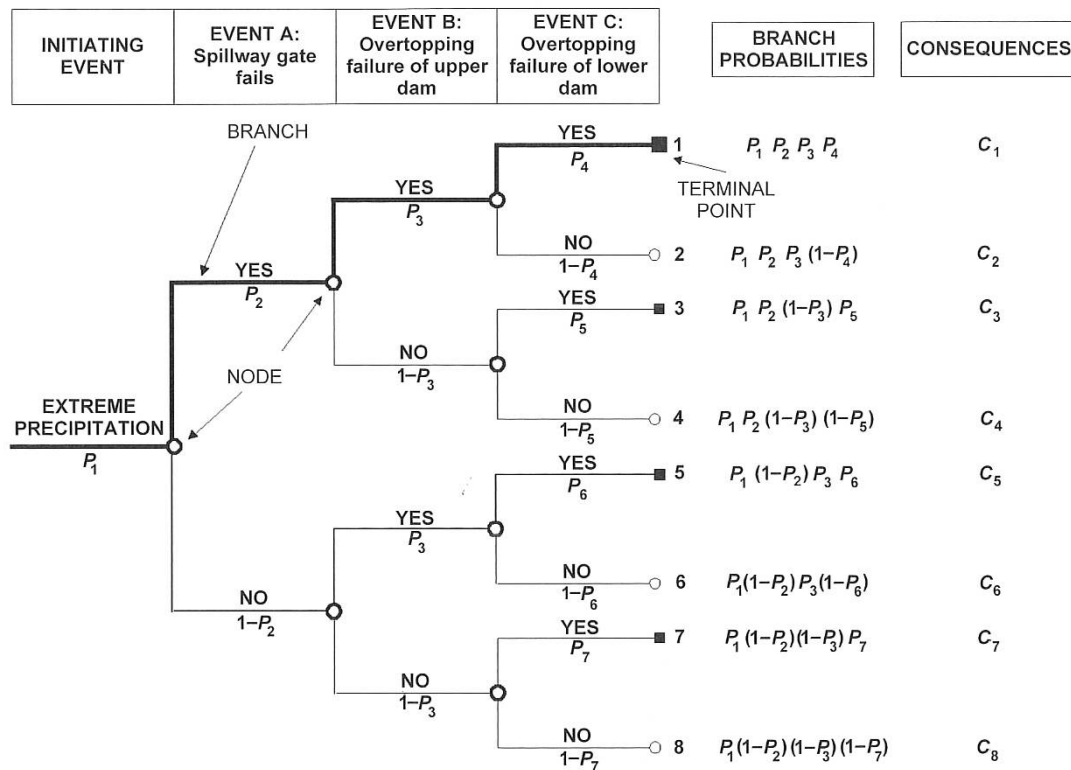 INITIATING
EVENT
EVENT A:
Spillway gate
fails
EVENT B:
Overtopping
failure of upper
dam
EVENT C:
Overtopping
failure of lower
dam
BRANCH
PROBABILITIES
CONSEQUENCES
BRANCH
YES
P₄
1
P₁ P₂ P₃ P₄
C₁
TERMINAL
POINT
YES
P₃
NO
1–P₄
2
P₁ P₂ P₃ (1–P₄)
C₂
YES
P₂
YES
P₅
3
P₁ P₂ (1–P₃) P₅
C₃
NODE
NO
1–P₃
NO
1–P₅
4
P₁ P₂ (1–P₃) (1–P₅)
C₄
EXTREME
PRECIPITATION
P₁
YES
P₆
5
P₁ (1–P₂) P₃ P₆
C₅
YES
P₃
NO
1–P₆
6
P₁(1–P₂) P₃(1–P₆)
C₆
NO
1–P₂
YES
P₇
7
P₁ (1–P₂)(1–P₃) P₇
C₇
NO
1–P₃
NO
1–P₇
8
P₁(1–P₂)(1–P₃)(1–P₇)
C₈